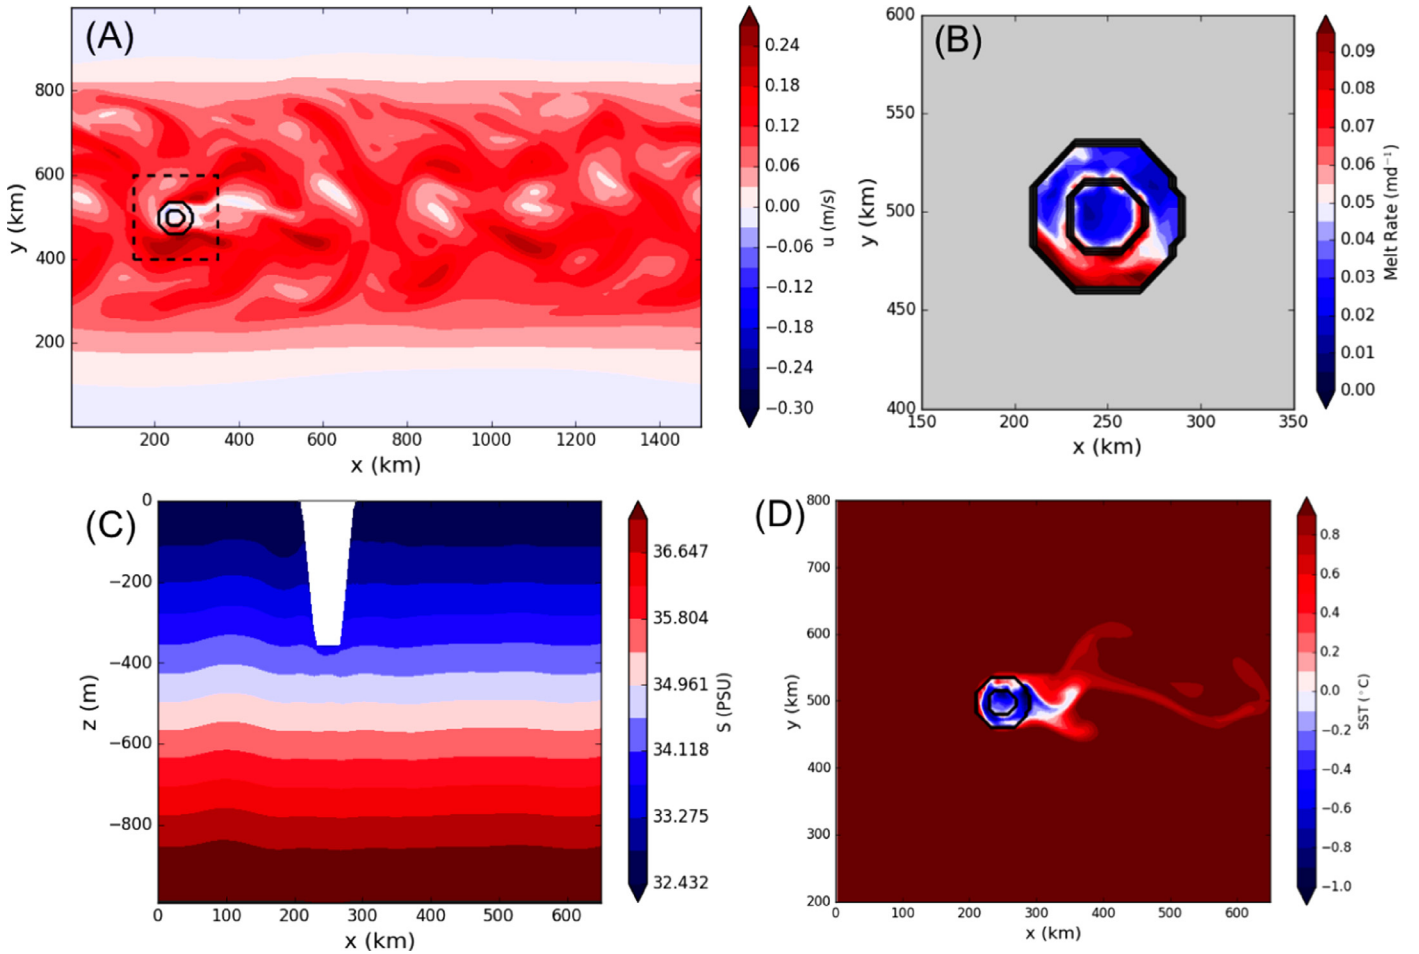 (A)
800
600
400
200
y (km)
200 400 600 800 1000 1200 1400
x (km)
0.24
0.18
0.12
0.06
0.00
−0.06
−0.12
−0.18
−0.24
−0.30
u (m/s)
(B)
600
550
500
450
400
y (km)
150 200 250 300 350
x (km)
0.09
0.08
0.07
0.06
0.05
0.04
0.03
0.02
0.01
0.00
Melt Rate (md⁻¹)
(C)
0
−200
−400
−600
−800
z (m)
0 100 200 300 400 500 600
x (km)
36.647
35.804
34.961
34.118
33.275
32.432
S (PSU)
(D)
800
700
600
500
400
300
200
y (km)
0 100 200 300 400 500 600
x (km)
0.8
0.6
0.4
0.2
0.0
−0.2
−0.4
−0.6
−0.8
−1.0
SST (°C)